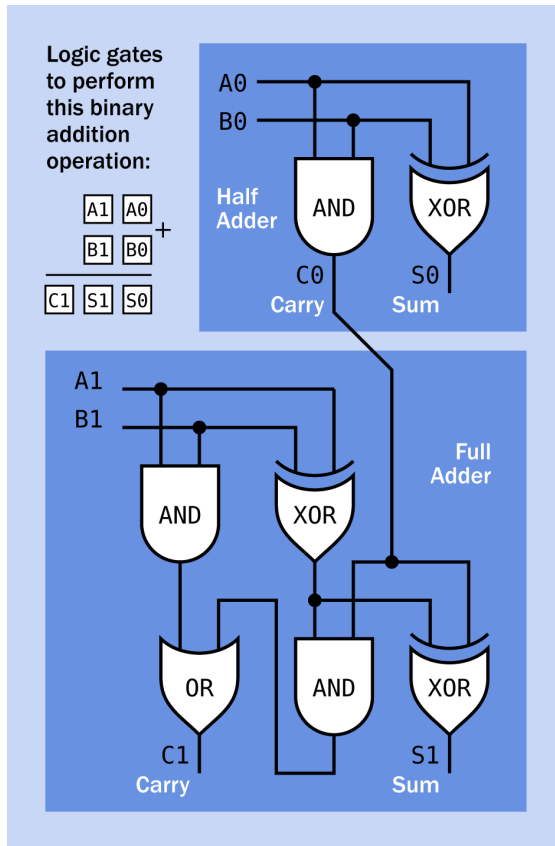 Logic gates
to perform
this binary
addition
operation:
A1 A0
+
B1 B0
C1 S1 S0
A0
B0
Half
Adder
AND
XOR
C0
S0
Carry
Sum
A1
B1
Full
Adder
AND
XOR
OR
AND
XOR
C1
S1
Carry
Sum